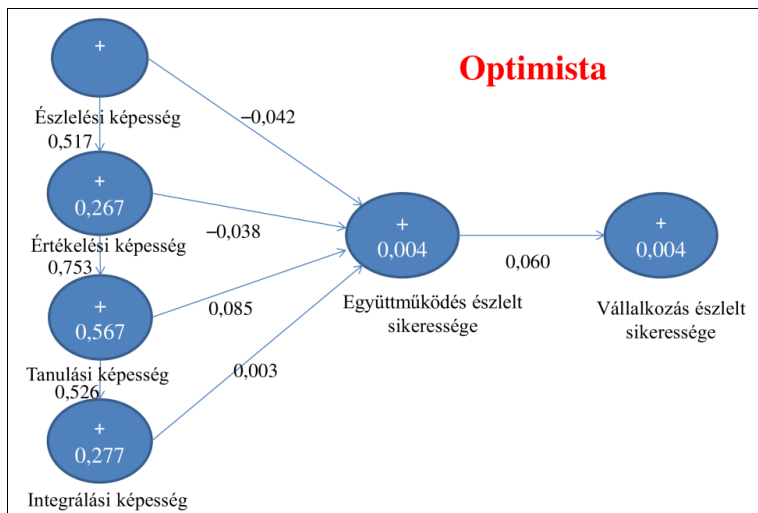 Optimista
+
Észlelési képesség
0,517
−0,042
+
0,267
Értékelési képesség
0,753
−0,038
+
0,567
Tanulási képesség
0,526
0,085
+
0,277
Integrálási képesség
0,003
+
0,004
Együttműködés észlelt
sikeressége
0,060
+
0,004
Vállalkozás észlelt
sikeressége